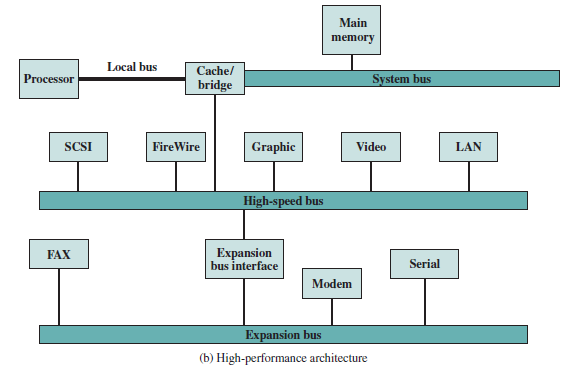 Main
memory
Local bus
Processor
Cache/
bridge
System bus
SCSI
FireWire
Graphic
Video
LAN
High-speed bus
FAX
Expansion
bus interface
Serial
Modem
Expansion bus
(b) High-performance architecture